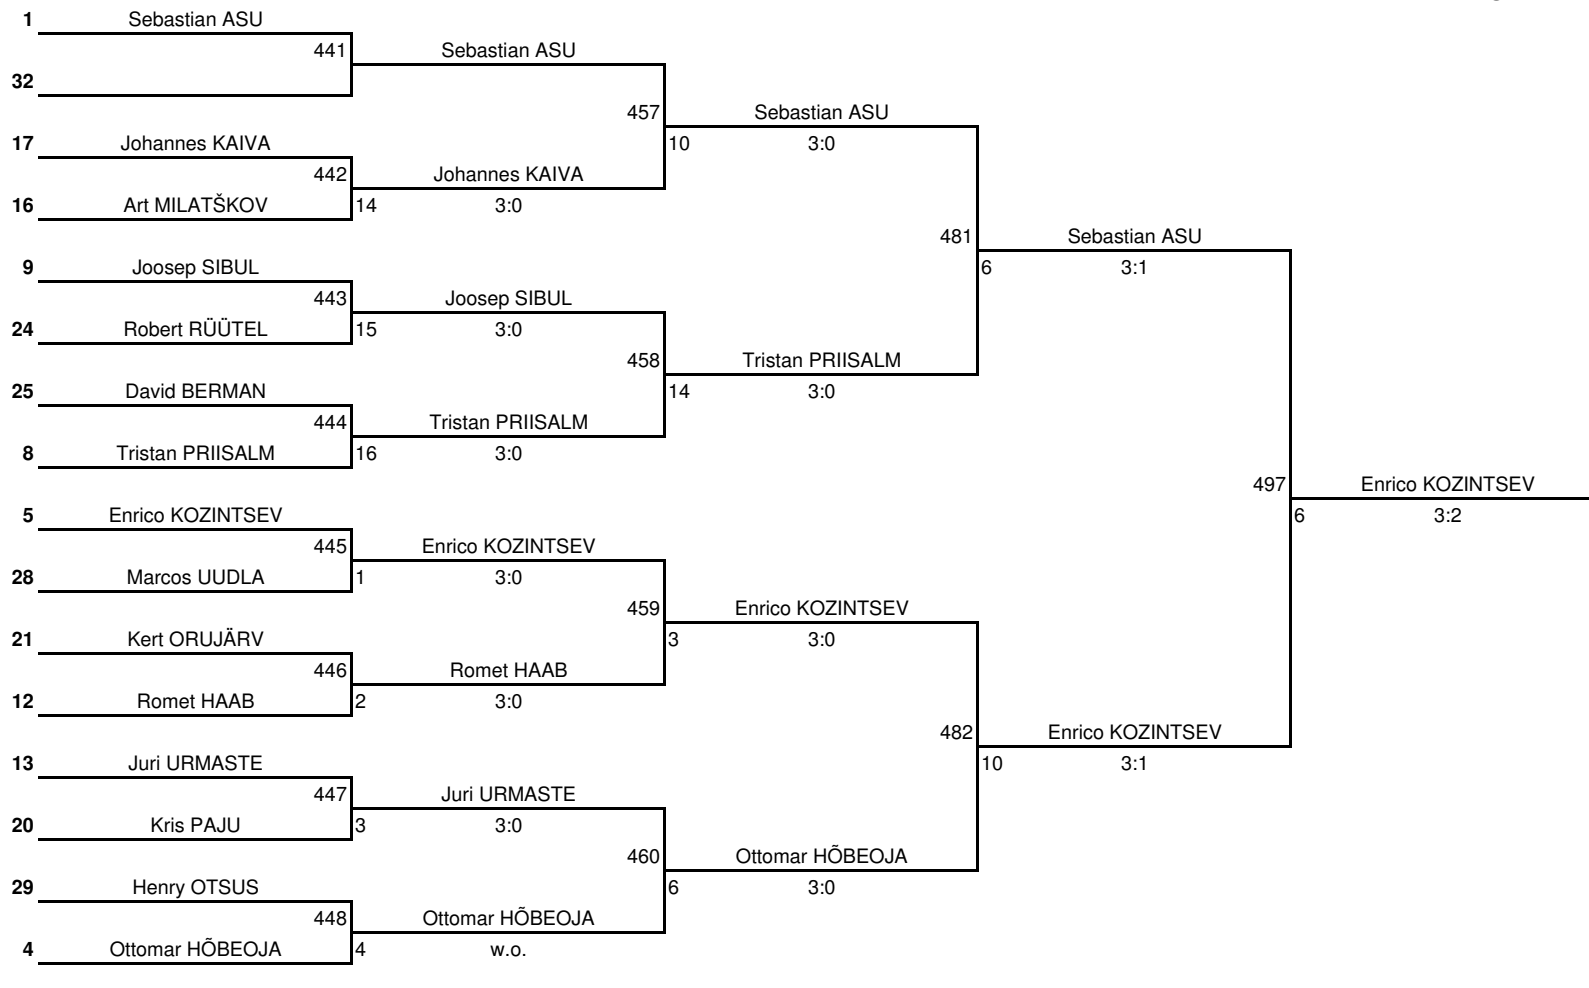 1 Sebastian ASU
441 Sebastian ASU
32
457 Sebastian ASU
17 Johannes KAIVA 10 3:0
442 Johannes KAIVA
16 Art MILATŠKOV 14 3:0
481 Sebastian ASU
9 Joosep SIBUL 6 3:1
443 Joosep SIBUL
24 Robert RÜÜTEL 15 3:0
458 Tristan PRIISALM
25 David BERMAN 14 3:0
444 Tristan PRIISALM
8 Tristan PRIISALM 16 3:0
497 Enrico KOZINTSEV
5 Enrico KOZINTSEV 6 3:2
445 Enrico KOZINTSEV
28 Marcos UUDLA 1 3:0
459 Enrico KOZINTSEV
21 Kert ORUJÄRV 3 3:0
446 Romet HAAB
12 Romet HAAB 2 3:0
482 Enrico KOZINTSEV
13 Juri URMASTE 10 3:1
447 Juri URMASTE
20 Kris PAJU 3 3:0
460 Ottomar HÕBEOJA
29 Henry OTSUS 6 3:0
448 Ottomar HÕBEOJA
4 Ottomar HÕBEOJA 4 w.o.